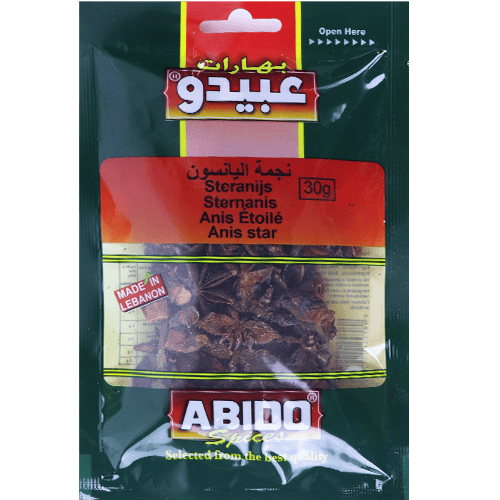 Open Here
بهارات
عبيدو®
نجمة اليانسون
Steranijs
Sternanis
Anis Étoilé
Anis star
30g
MADE IN
LEBANON
ABIDO®
Spices
Selected from the best quality